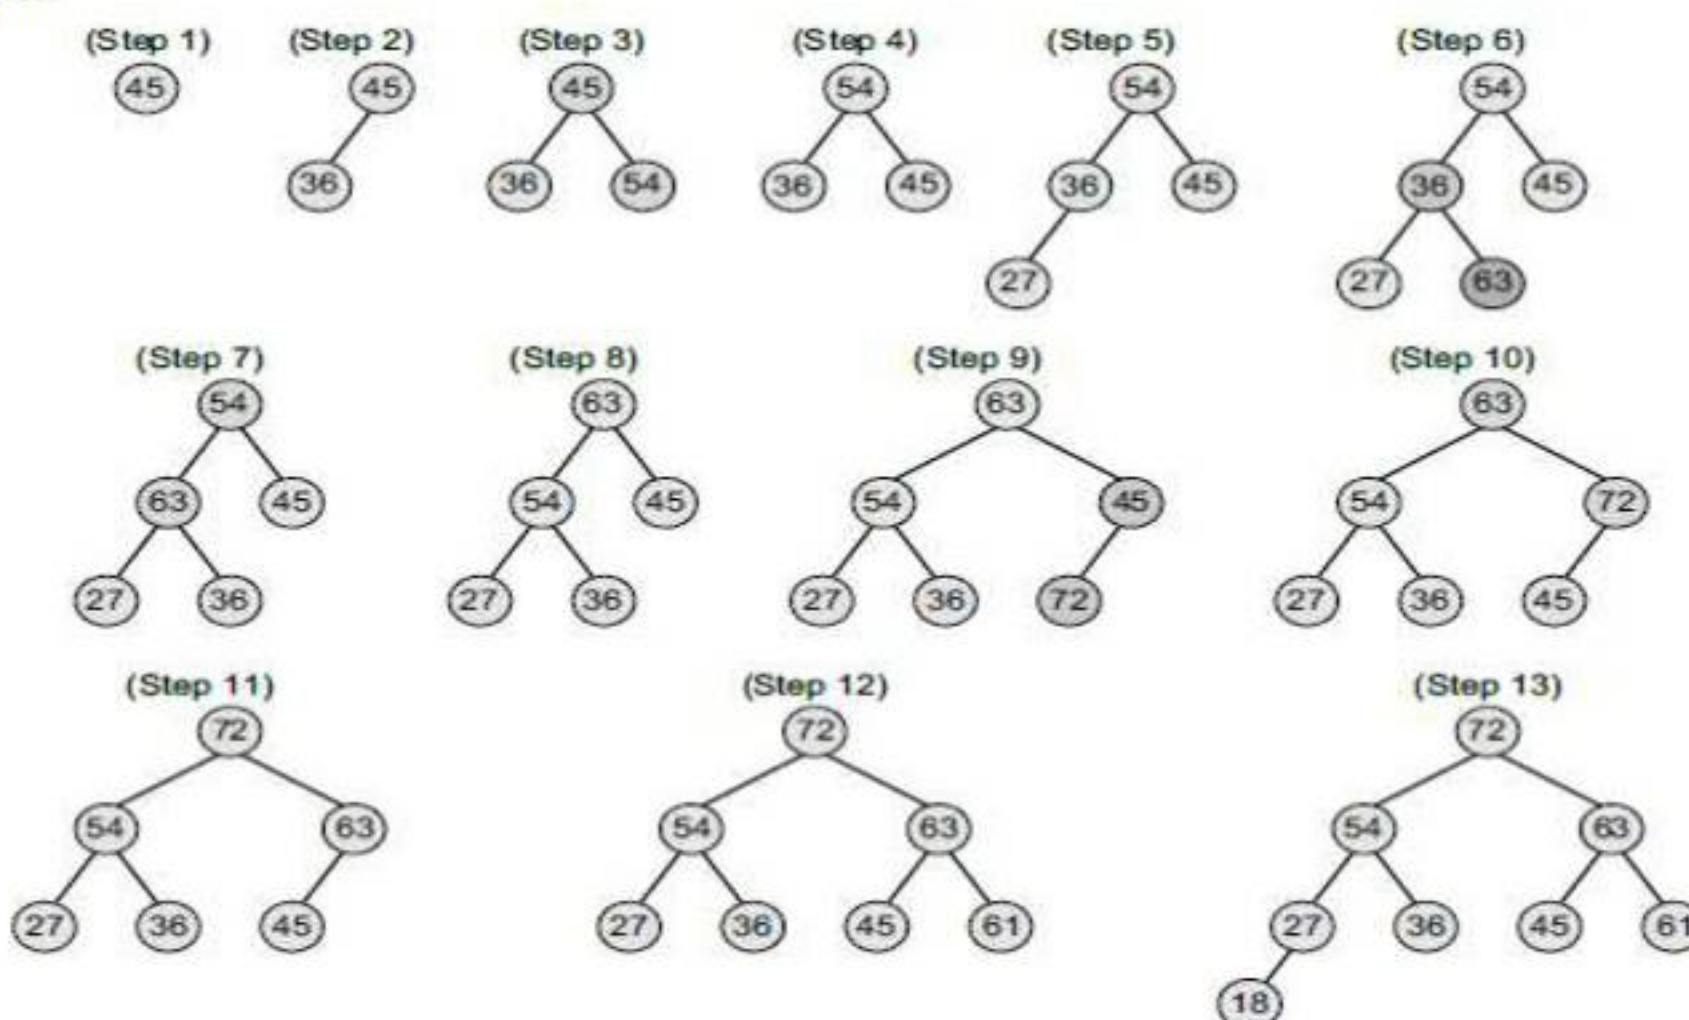 (Step 1) (Step 2) (Step 3) (Step 4) (Step 5) (Step 6)
45 45 45 54 54 54
36 36 54 36 45 36 45 36 45
27 27 63
(Step 7) (Step 8) (Step 9) (Step 10)
54 63 63 63
63 45 54 45 54 45 54 72
27 36 27 36 27 36 72 27 36 45
(Step 11) (Step 12) (Step 13)
72 72 72
54 63 54 63 54 63
27 36 45 27 36 45 61 27 36 45 61
18